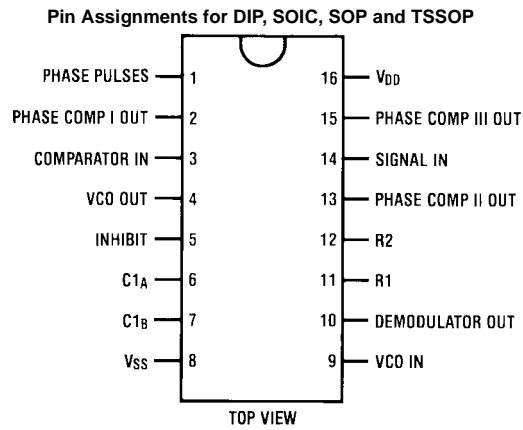 Pin Assignments for DIP, SOIC, SOP and TSSOP
PHASE PULSES 1 16 VDD
PHASE COMP I OUT 2 15 PHASE COMP III OUT
COMPARATOR IN 3 14 SIGNAL IN
VCO OUT 4 13 PHASE COMP II OUT
INHIBIT 5 12 R2
C1A 6 11 R1
C1B 7 10 DEMODULATOR OUT
VSS 8 9 VCO IN
TOP VIEW